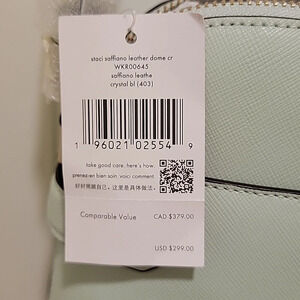 staci saffiano leather dome cr
WKR00645
saffiano leathe
crystal bl (403)
1 96021 02554 9
take good care. here's how.
prenez-en bien soin. voici comment.
好好照顾自己。这里是具体做法。
Comparable Value
CAD $379.00
USD $299.00